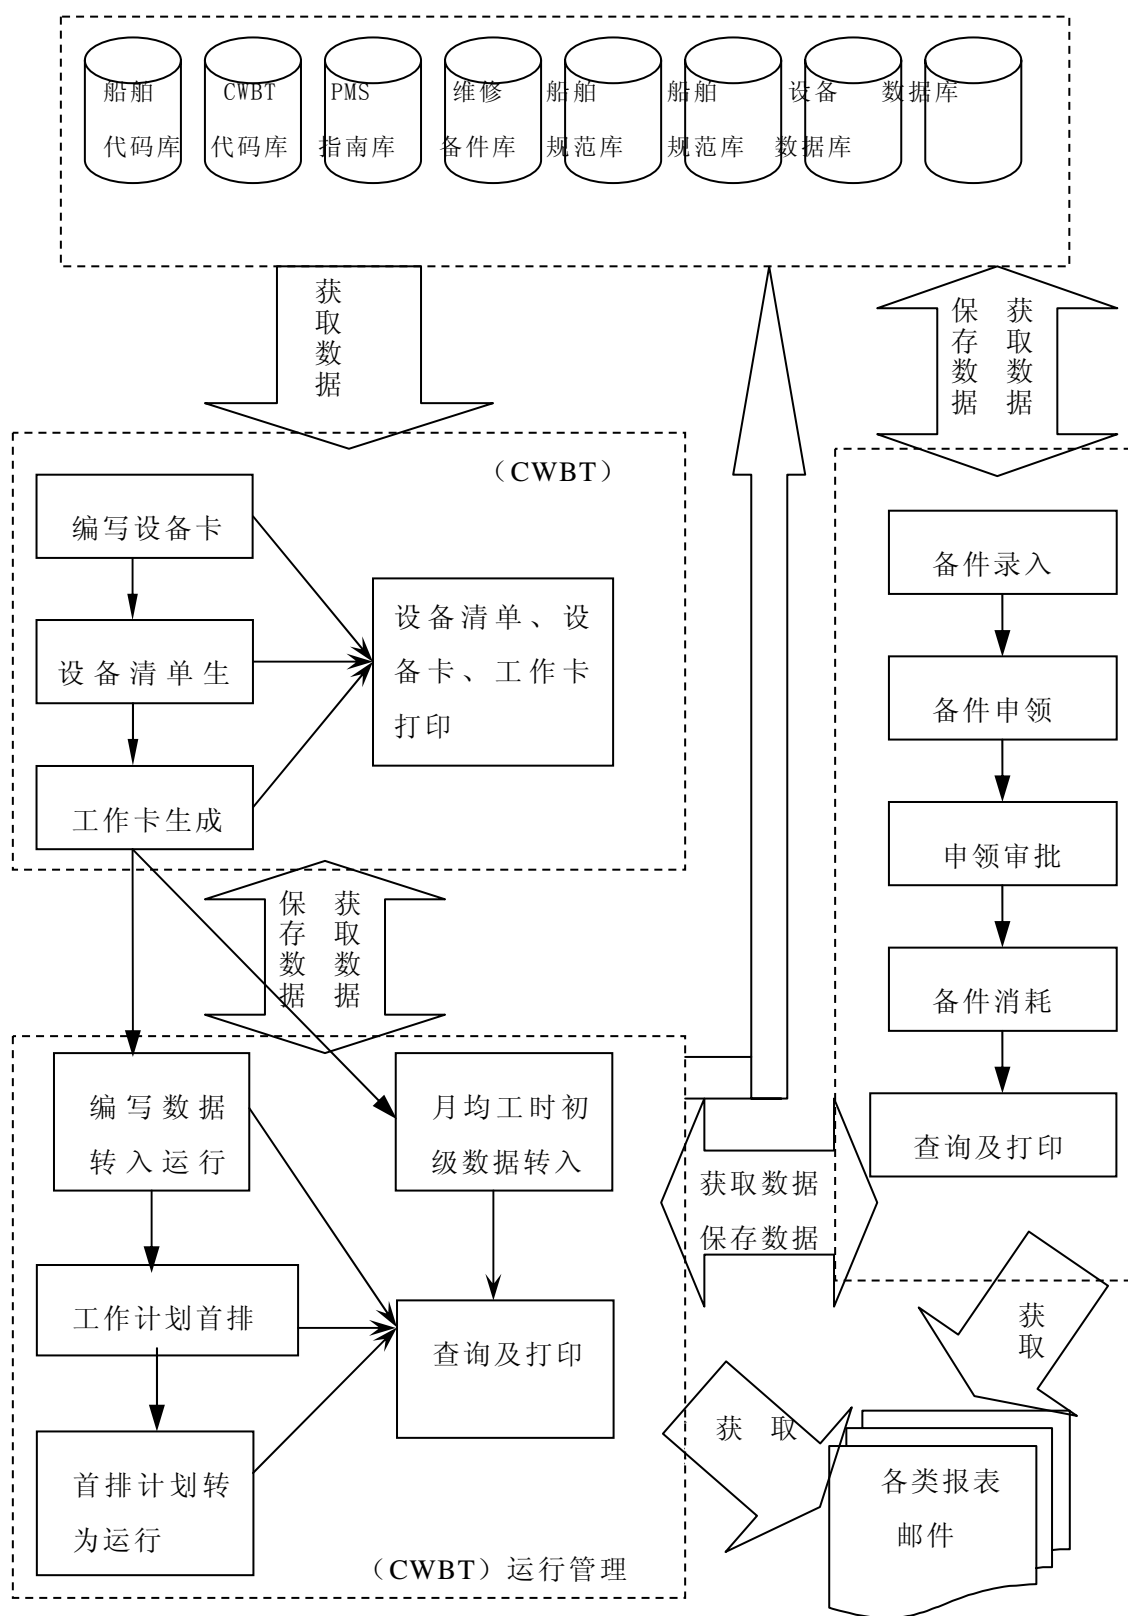 船舶 CWBT PMS 维修 船舶 船舶 设备 数据库
代码库 代码库 指南库 备件库 规范库 规范库 数据库
获取数据
保存数据 获取数据
（CWBT）
编写设备卡
设备清单生
工作卡生成
设备清单、设
备卡、工作卡
打印
备件录入
备件申领
申领审批
备件消耗
查询及打印
保存数据 获取数据
编写数据
转入运行
月均工时初
级数据转入
获取数据
保存数据
工作计划首排
查询及打印
首排计划转
为运行
（CWBT）运行管理
获取
获 取
各类报表
邮件